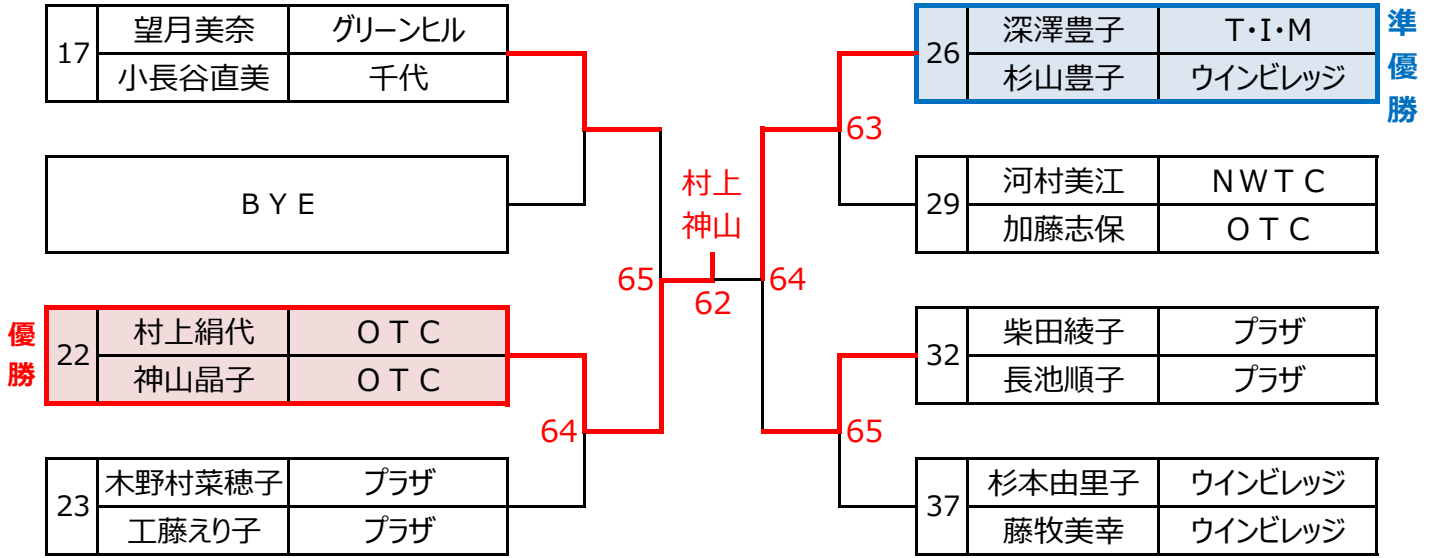 17 望月美奈 グリーンヒル
小長谷直美 千代
ＢＹＥ
優勝
22 村上絹代 ＯＴＣ
神山晶子 ＯＴＣ
23 木野村菜穂子 プラザ
工藤えり子 プラザ
64
65
村上
神山
62
64
63
65
26 深澤豊子 T・I・M
杉山豊子 ウインビレッジ
準優勝
29 河村美江 ＮＷＴＣ
加藤志保 ＯＴＣ
32 柴田綾子 プラザ
長池順子 プラザ
37 杉本由里子 ウインビレッジ
藤牧美幸 ウインビレッジ